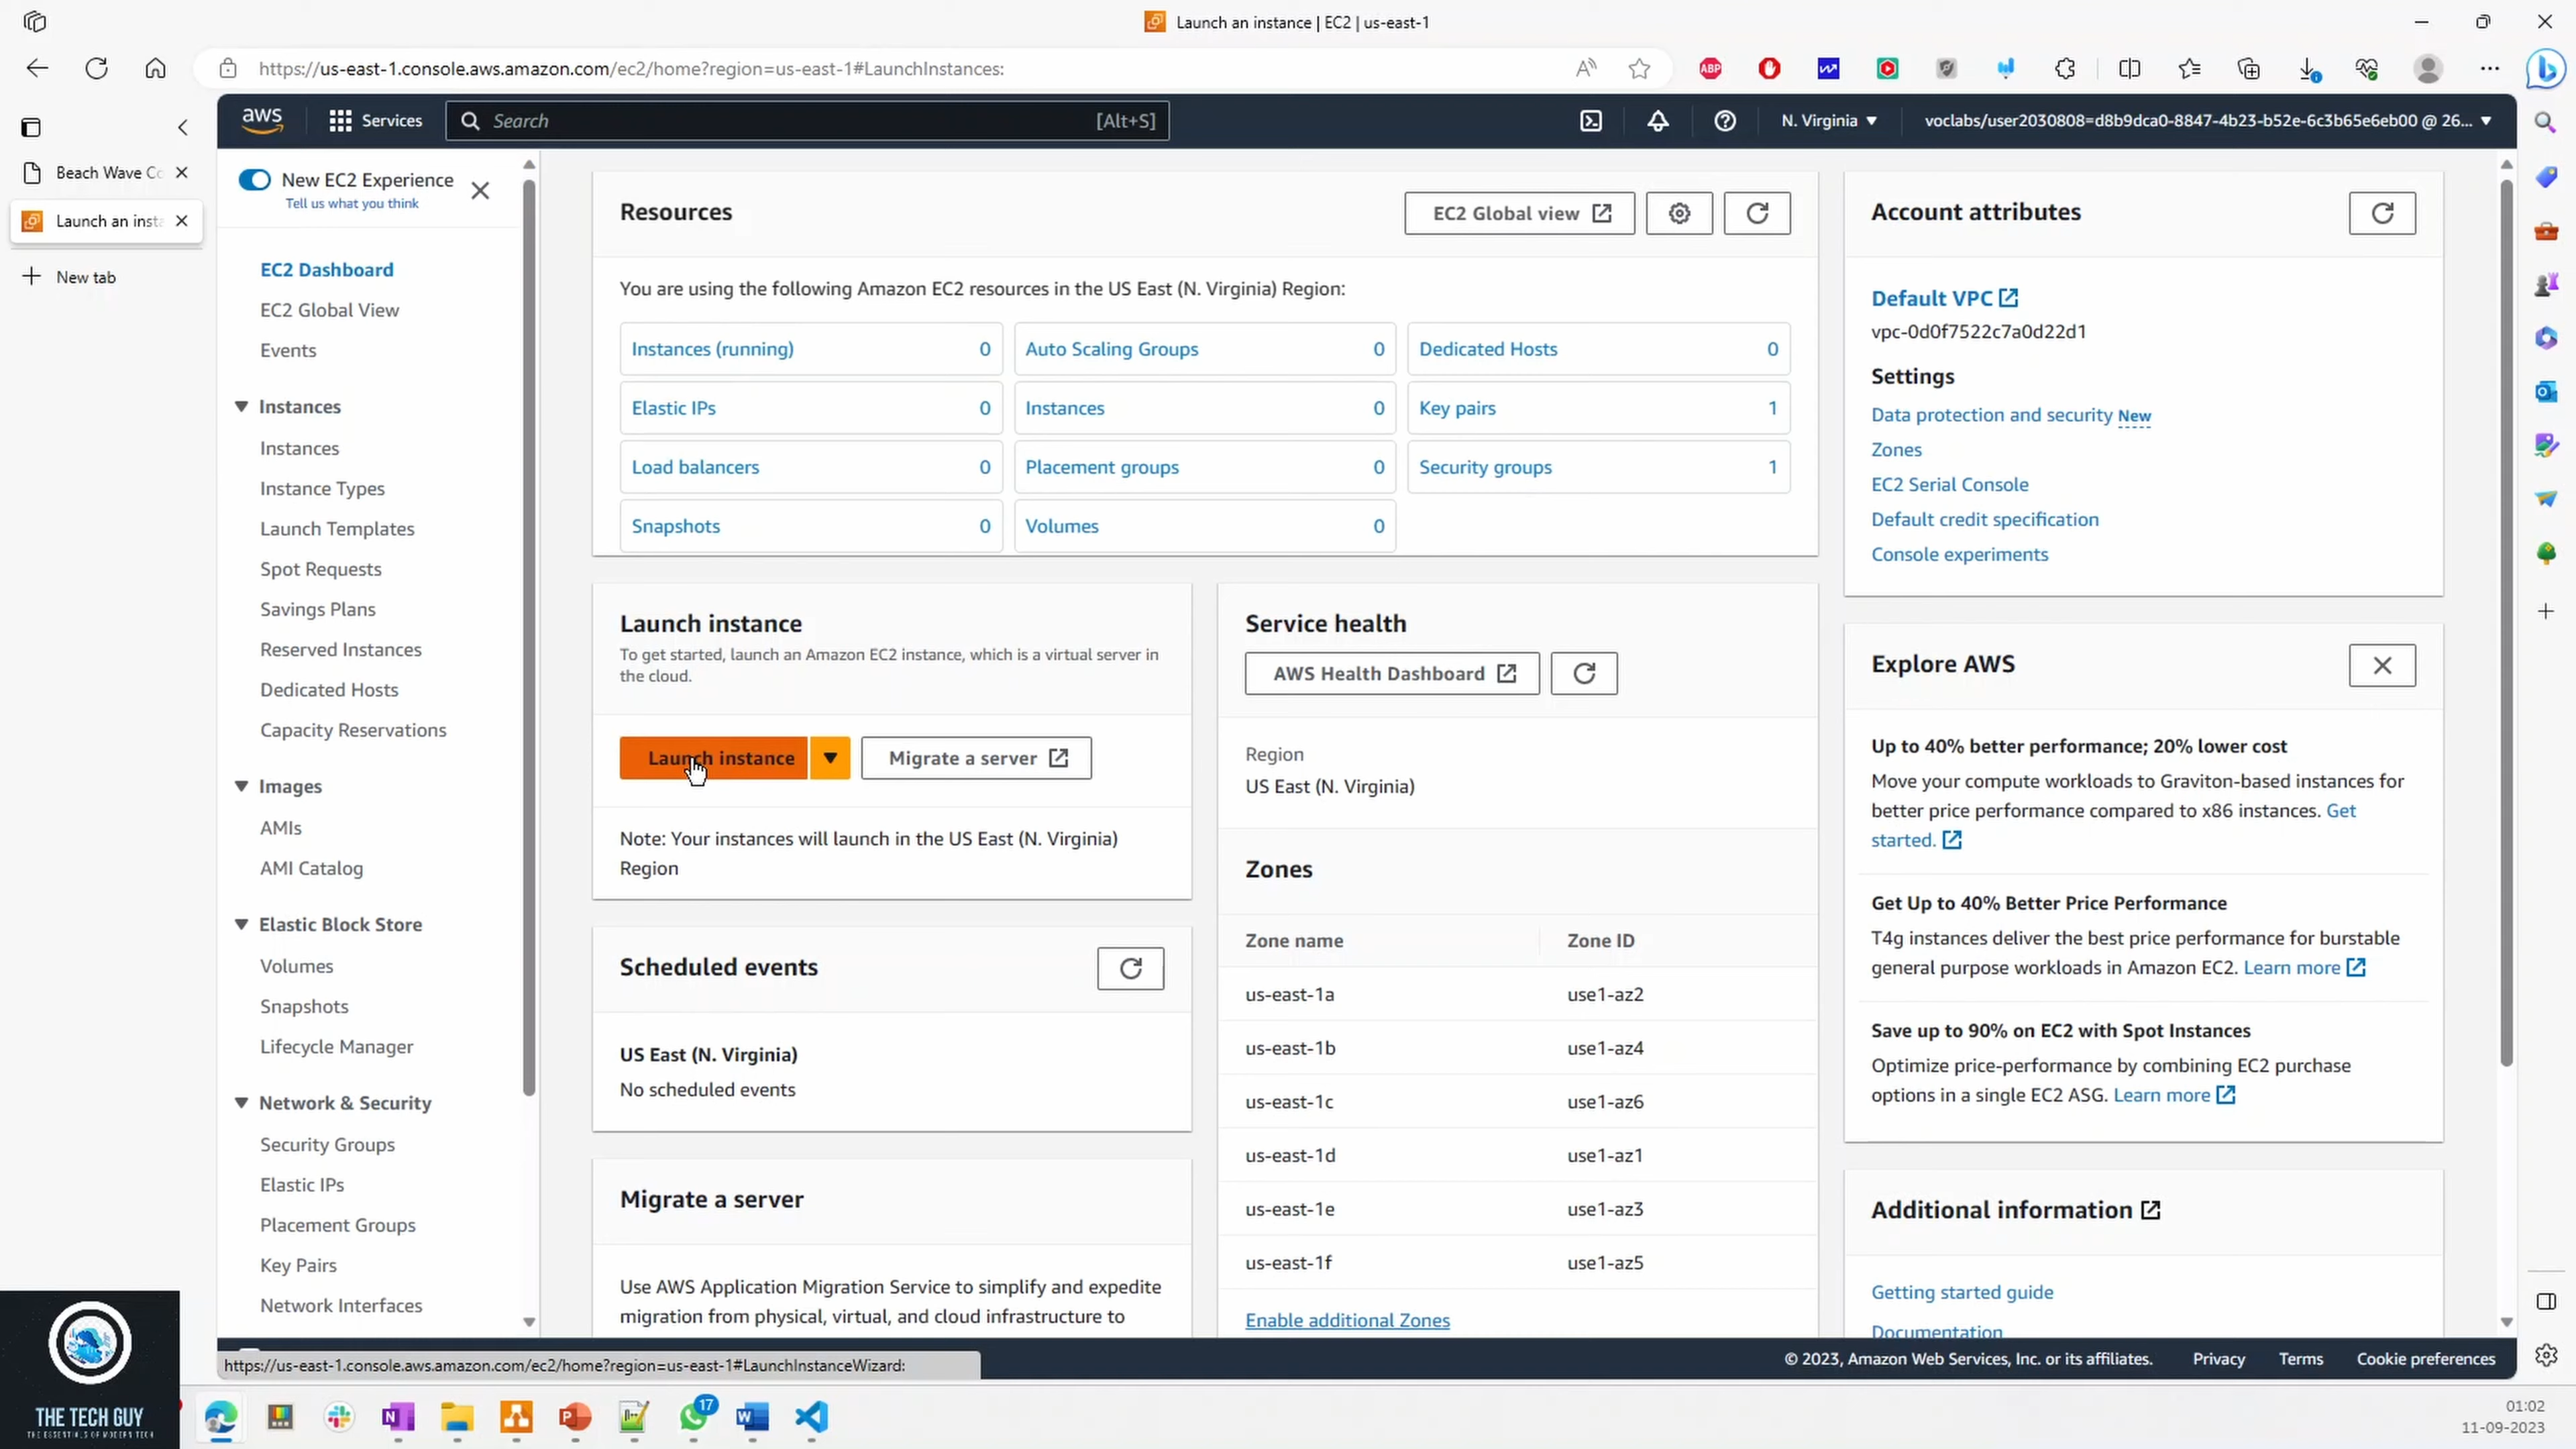 Launch an instance | EC2 | us-east-1
https://us-east-1.console.aws.amazon.com/ec2/home?region=us-east-1#LaunchInstances:
Beach Wave Co
Launch an insta
New tab
aws
Services
Search
[Alt+S]
N. Virginia
voclabs/user2030808=d8b9dca0-8847-4b23-b52e-6c3b65e6eb00 @ 26...
New EC2 Experience
Tell us what you think
EC2 Dashboard
EC2 Global View
Events
Instances
Instances
Instance Types
Launch Templates
Spot Requests
Savings Plans
Reserved Instances
Dedicated Hosts
Capacity Reservations
Images
AMIs
AMI Catalog
Elastic Block Store
Volumes
Snapshots
Lifecycle Manager
Network & Security
Security Groups
Elastic IPs
Placement Groups
Key Pairs
Network Interfaces
Resources
EC2 Global view
You are using the following Amazon EC2 resources in the US East (N. Virginia) Region:
Instances (running) 0
Auto Scaling Groups 0
Dedicated Hosts 0
Elastic IPs 0
Instances 0
Key pairs 1
Load balancers 0
Placement groups 0
Security groups 1
Snapshots 0
Volumes 0
Launch instance
To get started, launch an Amazon EC2 instance, which is a virtual server in
the cloud.
Launch instance
Migrate a server
Note: Your instances will launch in the US East (N. Virginia)
Region
Scheduled events
US East (N. Virginia)
No scheduled events
Migrate a server
Use AWS Application Migration Service to simplify and expedite
migration from physical, virtual, and cloud infrastructure to
Service health
AWS Health Dashboard
Region
US East (N. Virginia)
Zones
Zone name Zone ID
us-east-1a use1-az2
us-east-1b use1-az4
us-east-1c use1-az6
us-east-1d use1-az1
us-east-1e use1-az3
us-east-1f use1-az5
Enable additional Zones
Account attributes
Default VPC
vpc-0d0f7522c7a0d22d1
Settings
Data protection and security New
Zones
EC2 Serial Console
Default credit specification
Console experiments
Explore AWS
Up to 40% better performance; 20% lower cost
Move your compute workloads to Graviton-based instances for
better price performance compared to x86 instances. Get
started.
Get Up to 40% Better Price Performance
T4g instances deliver the best price performance for burstable
general purpose workloads in Amazon EC2. Learn more
Save up to 90% on EC2 with Spot Instances
Optimize price-performance by combining EC2 purchase
options in a single EC2 ASG. Learn more
Additional information
Getting started guide
Documentation
https://us-east-1.console.aws.amazon.com/ec2/home?region=us-east-1#LaunchInstanceWizard:
© 2023, Amazon Web Services, Inc. or its affiliates.
Privacy
Terms
Cookie preferences
THE TECH GUY
THE ESSENTIALS OF MODERN TECH
ABP
17
01:02
11-09-2023